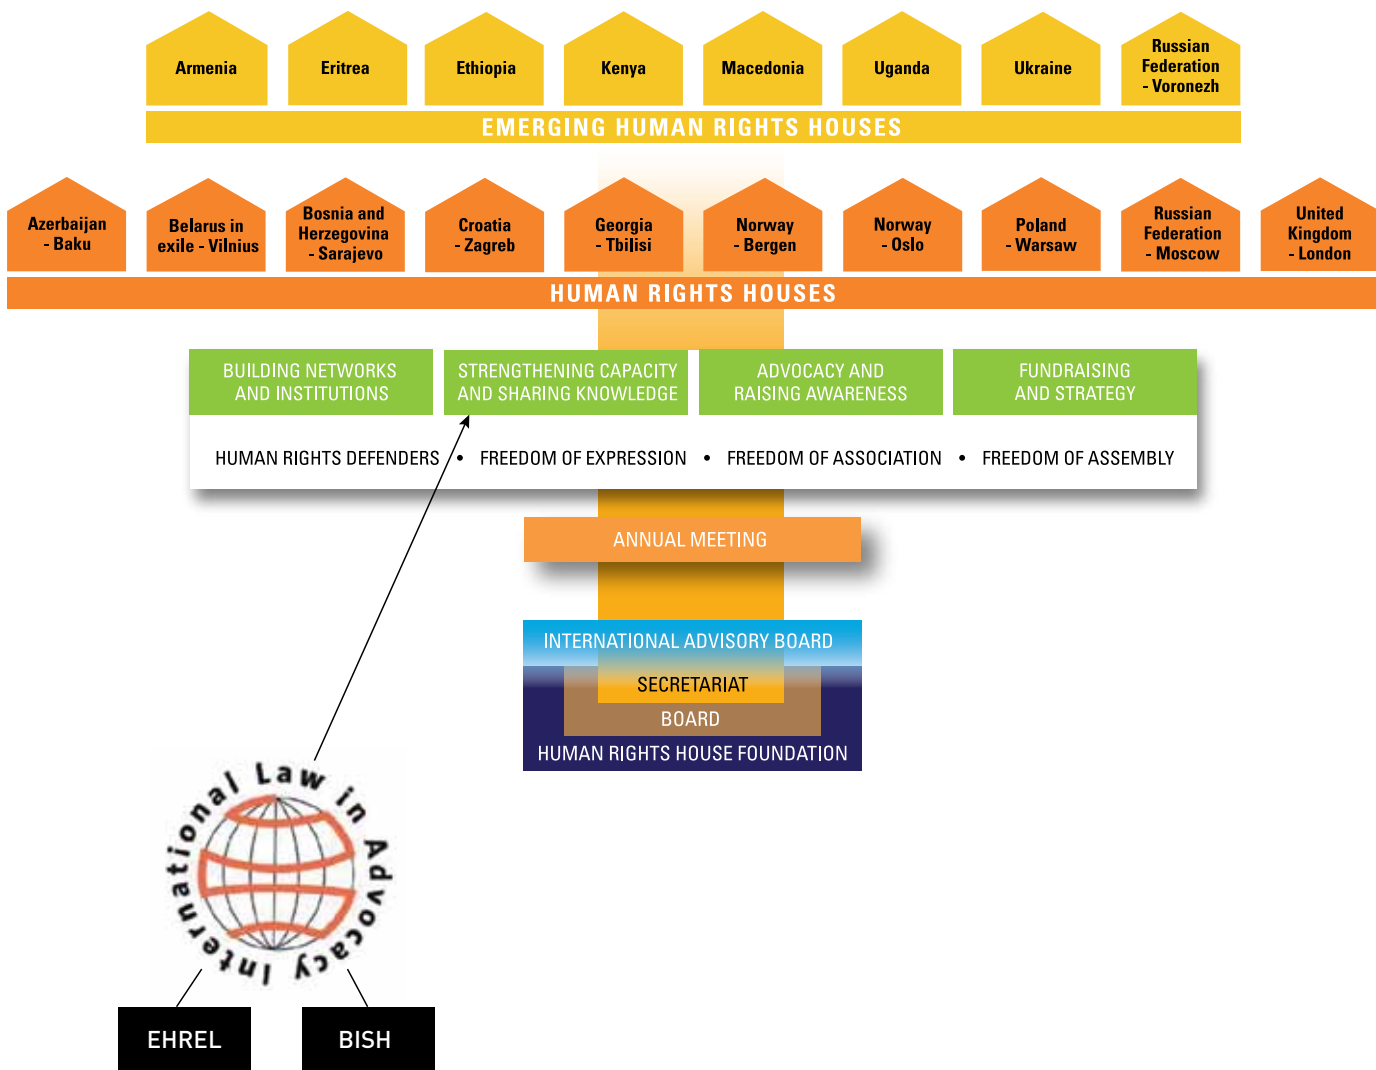 Armenia
Eritrea
Ethiopia
Kenya
Macedonia
Uganda
Ukraine
Russian
Federation
- Voronezh
EMERGING HUMAN RIGHTS HOUSES
Azerbaijan
- Baku
Belarus in
exile - Vilnius
Bosnia and
Herzegovina
- Sarajevo
Croatia
- Zagreb
Georgia
- Tbilisi
Norway
- Bergen
Norway
- Oslo
Poland
- Warsaw
Russian
Federation
- Moscow
United
Kingdom
- London
HUMAN RIGHTS HOUSES
BUILDING NETWORKS
AND INSTITUTIONS
STRENGTHENING CAPACITY
AND SHARING KNOWLEDGE
ADVOCACY AND
RAISING AWARENESS
FUNDRAISING
AND STRATEGY
HUMAN RIGHTS DEFENDERS • FREEDOM OF EXPRESSION • FREEDOM OF ASSOCIATION • FREEDOM OF ASSEMBLY
ANNUAL MEETING
INTERNATIONAL ADVISORY BOARD
SECRETARIAT
BOARD
HUMAN RIGHTS HOUSE FOUNDATION
International Law in Advocacy
EHREL
BISH